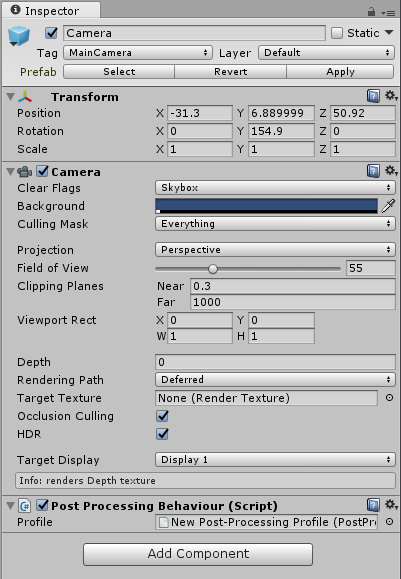 Inspector
Camera
Static
Tag MainCamera Layer Default
Prefab Select Revert Apply
Transform
Position X -31.3 Y 6.889999 Z 50.92
Rotation X 0 Y 154.9 Z 0
Scale X 1 Y 1 Z 1
Camera
Clear Flags Skybox
Background
Culling Mask Everything
Projection Perspective
Field of View 55
Clipping Planes Near 0.3
Far 1000
Viewport Rect X 0 Y 0
W 1 H 1
Depth 0
Rendering Path Deferred
Target Texture None (Render Texture)
Occlusion Culling
HDR
Target Display Display 1
Info: renders Depth texture
Post Processing Behaviour (Script)
Profile New Post-Processing Profile (PostPr
Add Component